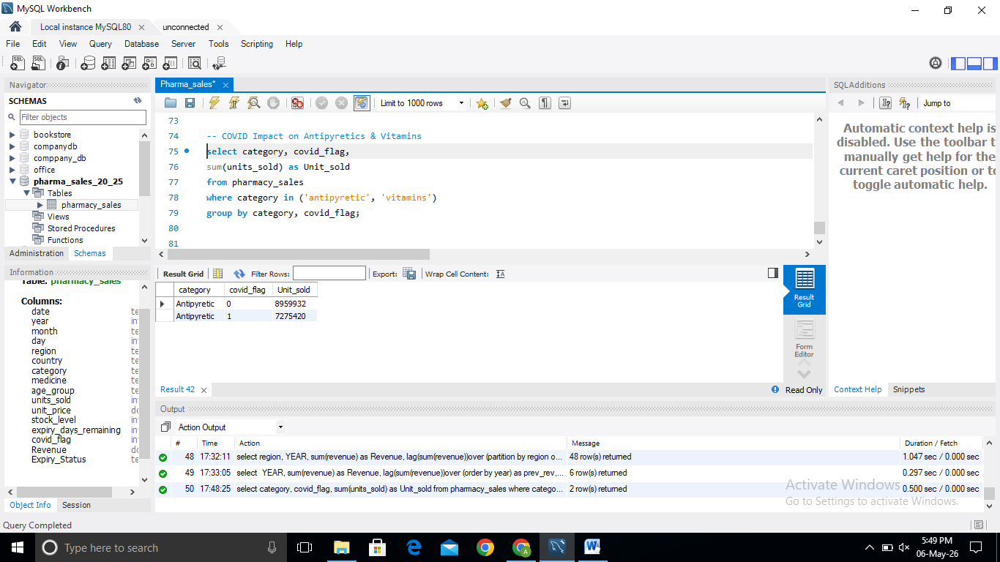 MySQL Workbench
Local instance MySQL80 unconnected
File Edit View Query Database Server Tools Scripting Help
Navigator
SCHEMAS
Filter objects
bookstore
companydb
comppany_db
office
pharma_sales_20_25
Tables
pharmacy_sales
Views
Stored Procedures
Functions
Administration Schemas
Information
Table: pharmacy_sales
Columns:
date te
year in
month te
day in
region te
country te
category te
medicine te
age_group te
units_sold in
unit_price do
stock_level in
expiry_days_remaining in
covid_flag in
Revenue do
Expiry_Status te
Object Info Session
Query Completed
Pharma_sales*
Limit to 1000 rows
73
74 -- COVID Impact on Antipyretics & Vitamins
75 select category, covid_flag,
76 sum(units_sold) as Unit_sold
77 from pharmacy_sales
78 where category in ('antipyretic', 'vitamins')
79 group by category, covid_flag;
80
81
Result Grid Filter Rows: Export: Wrap Cell Content:
category covid_flag Unit_sold
Antipyretic 0 8959932
Antipyretic 1 7275420
Result Grid
Form Editor
Result 42
Read Only
Output
Action Output
# Time Action Message Duration / Fetch
48 17:32:11 select region, YEAR, sum(revenue) as Revenue, lag(sum(revenue))over (partition by region o... 48 row(s) returned 1.047 sec / 0.000 sec
49 17:33:05 select YEAR, sum(revenue) as Revenue, lag(sum(revenue))over (order by year) as prev_rev,... 6 row(s) returned 0.297 sec / 0.000 sec
50 17:48:25 select category, covid_flag, sum(units_sold) as Unit_sold from pharmacy_sales where catego... 2 row(s) returned 0.500 sec / 0.000 sec
SQLAdditions
Jump to
Automatic context help is
disabled. Use the toolbar t
manually get help for the
current caret position or to
toggle automatic help.
Context Help Snippets
Activate Windows
Go to Settings to activate Windows.
Type here to search
5:49 PM
06-May-26